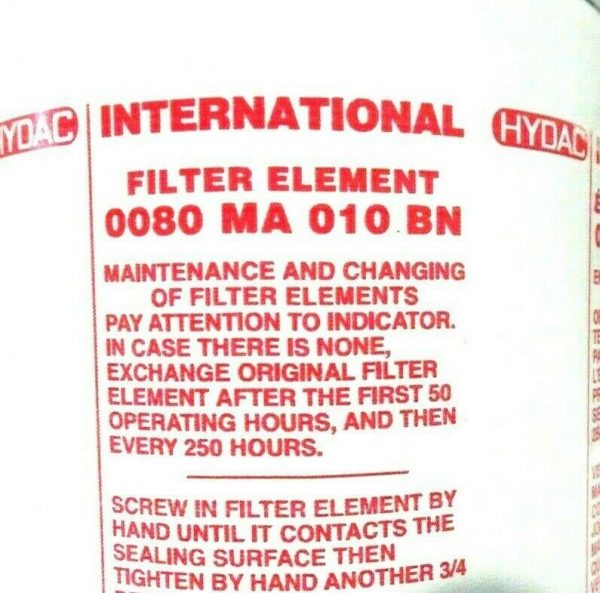 HYDAC INTERNATIONAL HYDAC
FILTER ELEMENT
0080 MA 010 BN
MAINTENANCE AND CHANGING
OF FILTER ELEMENTS
PAY ATTENTION TO INDICATOR.
IN CASE THERE IS NONE,
EXCHANGE ORIGINAL FILTER
ELEMENT AFTER THE FIRST 50
OPERATING HOURS, AND THEN
EVERY 250 HOURS.
SCREW IN FILTER ELEMENT BY
HAND UNTIL IT CONTACTS THE
SEALING SURFACE THEN
TIGHTEN BY HAND ANOTHER 3/4